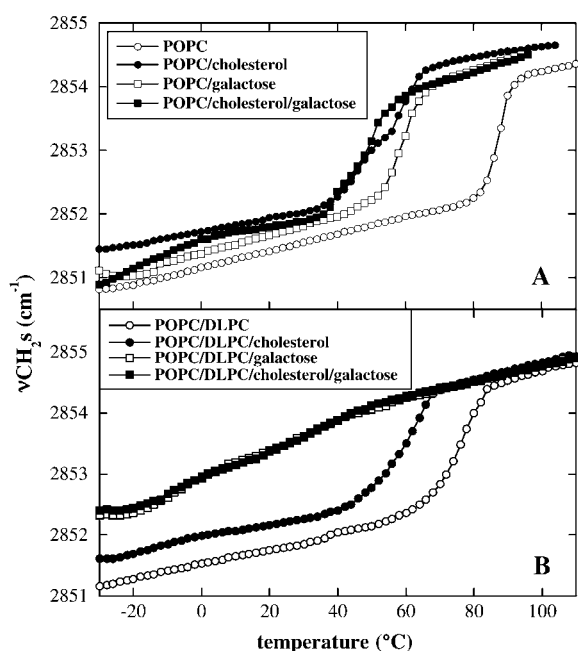 2855
2854
2853
2852
2851
POPC
POPC/cholesterol
POPC/galactose
POPC/cholesterol/galactose
A
νCH2s (cm-1)
2855
2854
2853
2852
2851
POPC/DLPC
POPC/DLPC/cholesterol
POPC/DLPC/galactose
POPC/DLPC/cholesterol/galactose
B
-20 0 20 40 60 80 100
temperature (°C)